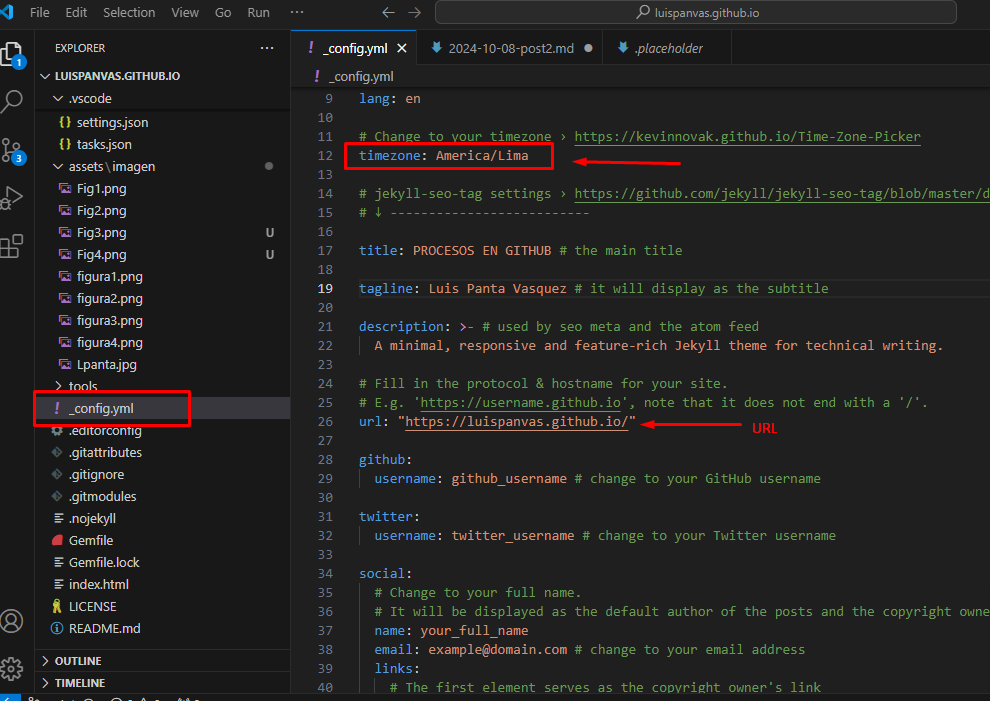 File Edit Selection View Go Run ··· luispanvas.github.io
EXPLORER ···
1
LUISPANVAS.GITHUB.IO
.vscode
{} settings.json
{} tasks.json
assets\imagen
Fig1.png
Fig2.png
Fig3.png U
Fig4.png U
figura1.png
figura2.png
figura3.png
figura4.png
Lpanta.jpg
tools
! _config.yml
.editorconfig
.gitattributes
.gitignore
.gitmodules
.nojekyll
Gemfile
Gemfile.lock
index.html
LICENSE
README.md
OUTLINE
TIMELINE
3
! _config.yml 2024-10-08-post2.md .placeholder
! _config.yml
9 lang: en
10
11 # Change to your timezone › https://kevinnovak.github.io/Time-Zone-Picker
12 timezone: America/Lima
13
14 # jekyll-seo-tag settings › https://github.com/jekyll/jekyll-seo-tag/blob/master/d
15 # ↓ --------------------------
16
17 title: PROCESOS EN GITHUB # the main title
18
19 tagline: Luis Panta Vasquez # it will display as the subtitle
20
21 description: >- # used by seo meta and the atom feed
22 A minimal, responsive and feature-rich Jekyll theme for technical writing.
23
24 # Fill in the protocol & hostname for your site.
25 # E.g. 'https://username.github.io', note that it does not end with a '/'.
26 url: "https://luispanvas.github.io/" URL
27
28 github:
29 username: github_username # change to your GitHub username
30
31 twitter:
32 username: twitter_username # change to your Twitter username
33
34 social:
35 # Change to your full name.
36 # It will be displayed as the default author of the posts and the copyright owne
37 name: your_full_name
38 email: example@domain.com # change to your email address
39 links:
40 # The first element serves as the copyright owner's link